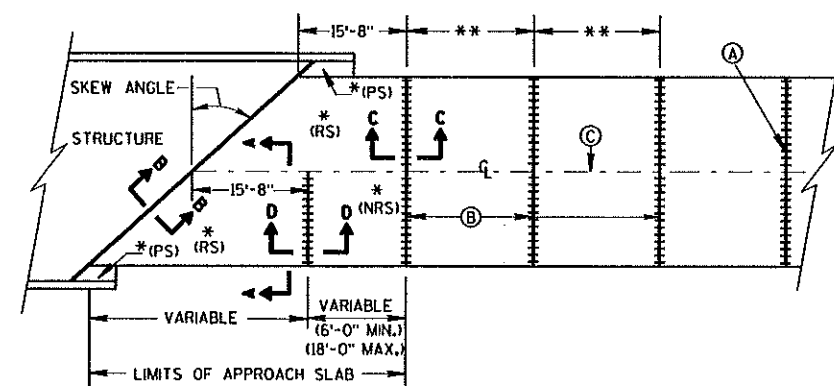 15'-8" ** **
A
SKEW ANGLE
*(PS)
*
(RS)
C C
STRUCTURE
A
B
℄
C
15'-8"
*
(NRS)
B
B
D D
*
(RS)
*(PS)
A
VARIABLE
VARIABLE
(6'-0" MIN.)
(18'-0" MAX.)
LIMITS OF APPROACH SLAB